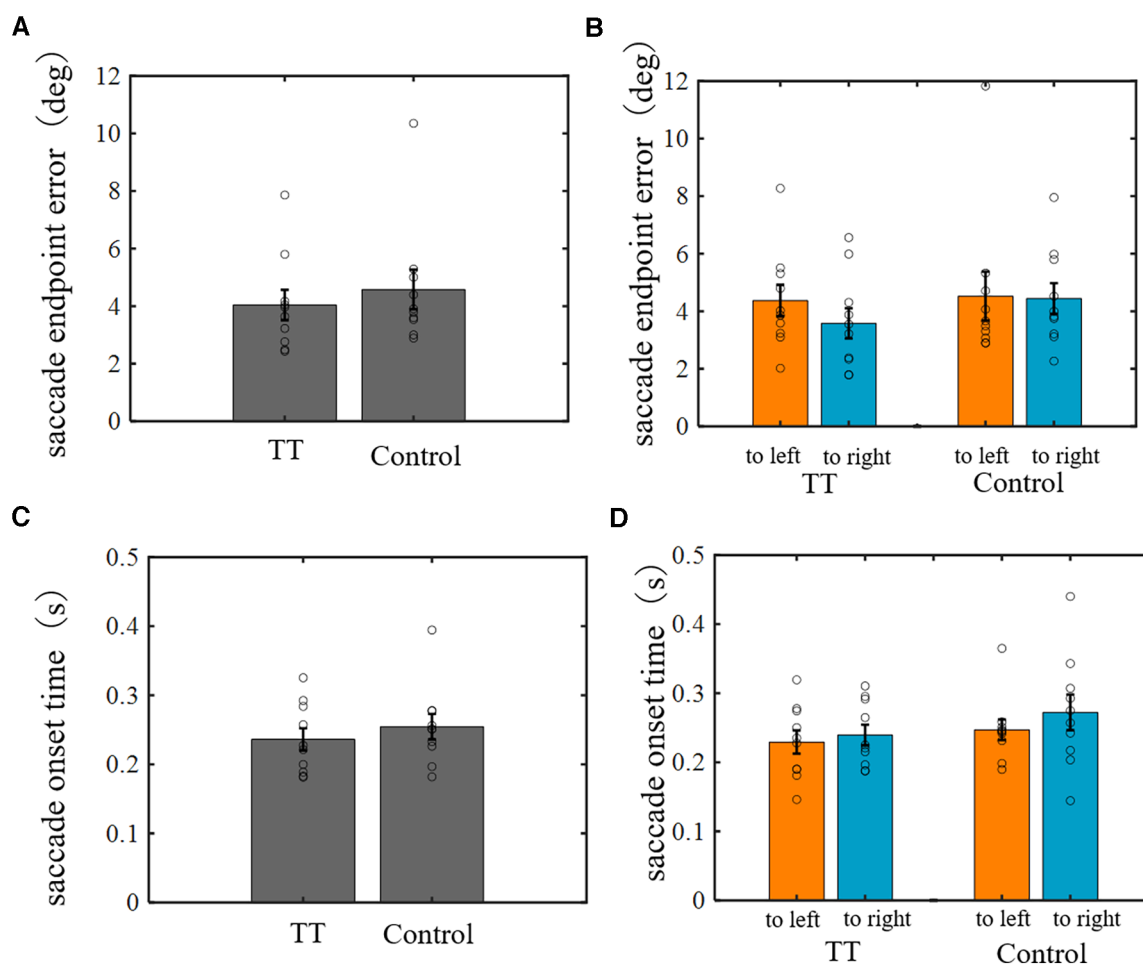 A
saccade endpoint error (deg)
12
10
8
6
4
2
0
TT
Control
B
saccade endpoint error (deg)
12
10
8
6
4
2
0
to left
to right
to left
to right
TT
Control
C
saccade onset time (s)
0.5
0.4
0.3
0.2
0.1
0
TT
Control
D
saccade onset time (s)
0.5
0.4
0.3
0.2
0.1
0
to left
to right
to left
to right
TT
Control